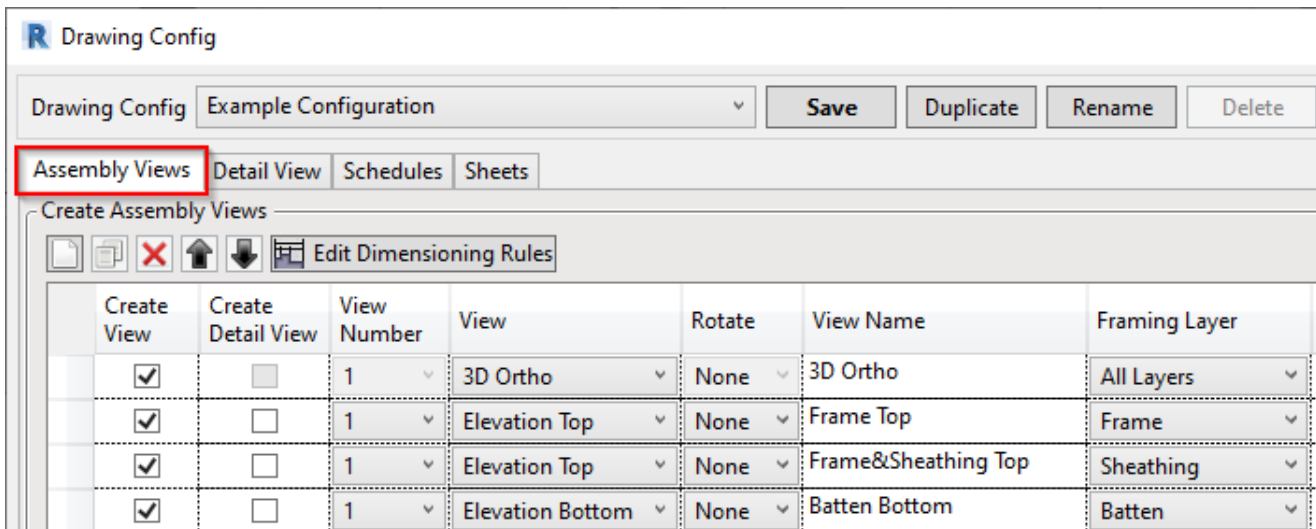 Drawing Config
Drawing Config Example Configuration Save Duplicate Rename Delete
Assembly Views Detail View Schedules Sheets
Create Assembly Views
Edit Dimensioning Rules
Create View Create Detail View View Number View Rotate View Name Framing Layer
1 3D Ortho None 3D Ortho All Layers
1 Elevation Top None Frame Top Frame
1 Elevation Top None Frame&Sheathing Top Sheathing
1 Elevation Bottom None Batten Bottom Batten